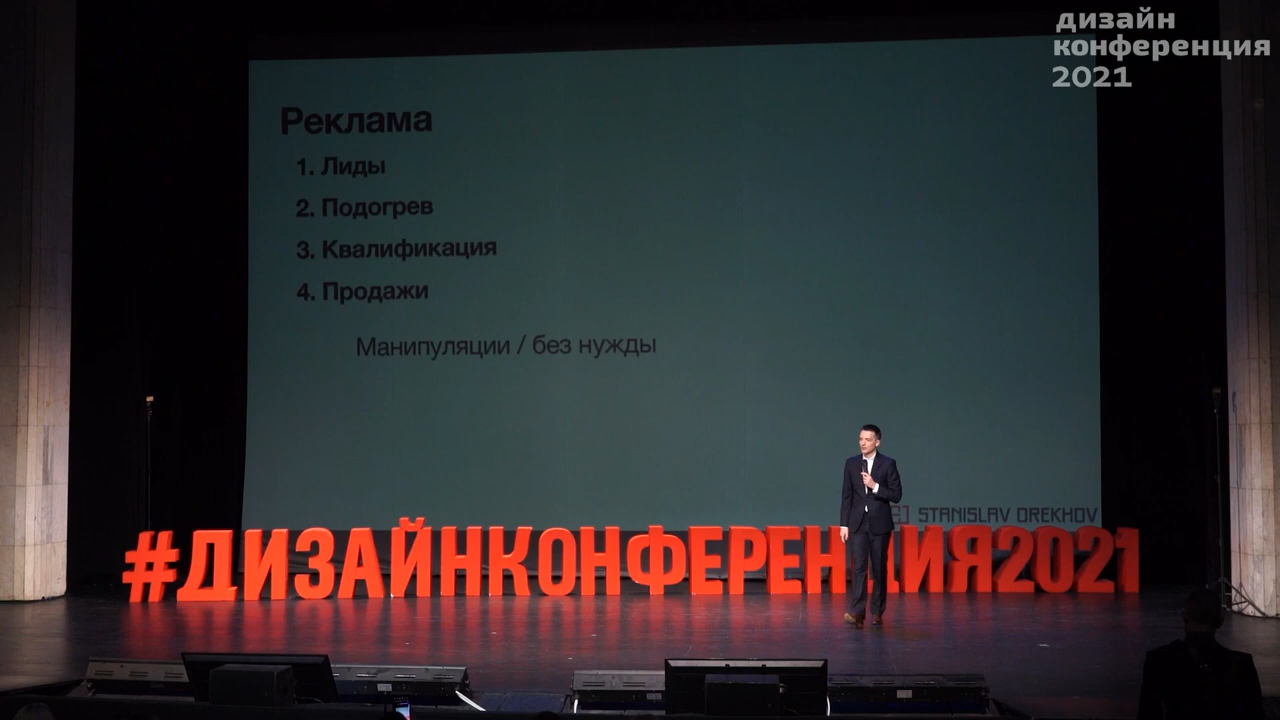 дизайн
конференция
2021
Реклама
1. Лиды
2. Подогрев
3. Квалификация
4. Продажи
Манипуляции / без нужды
STANISLAV OREKHOV
#ДИЗАЙНКОНФЕРЕНЦИЯ2021